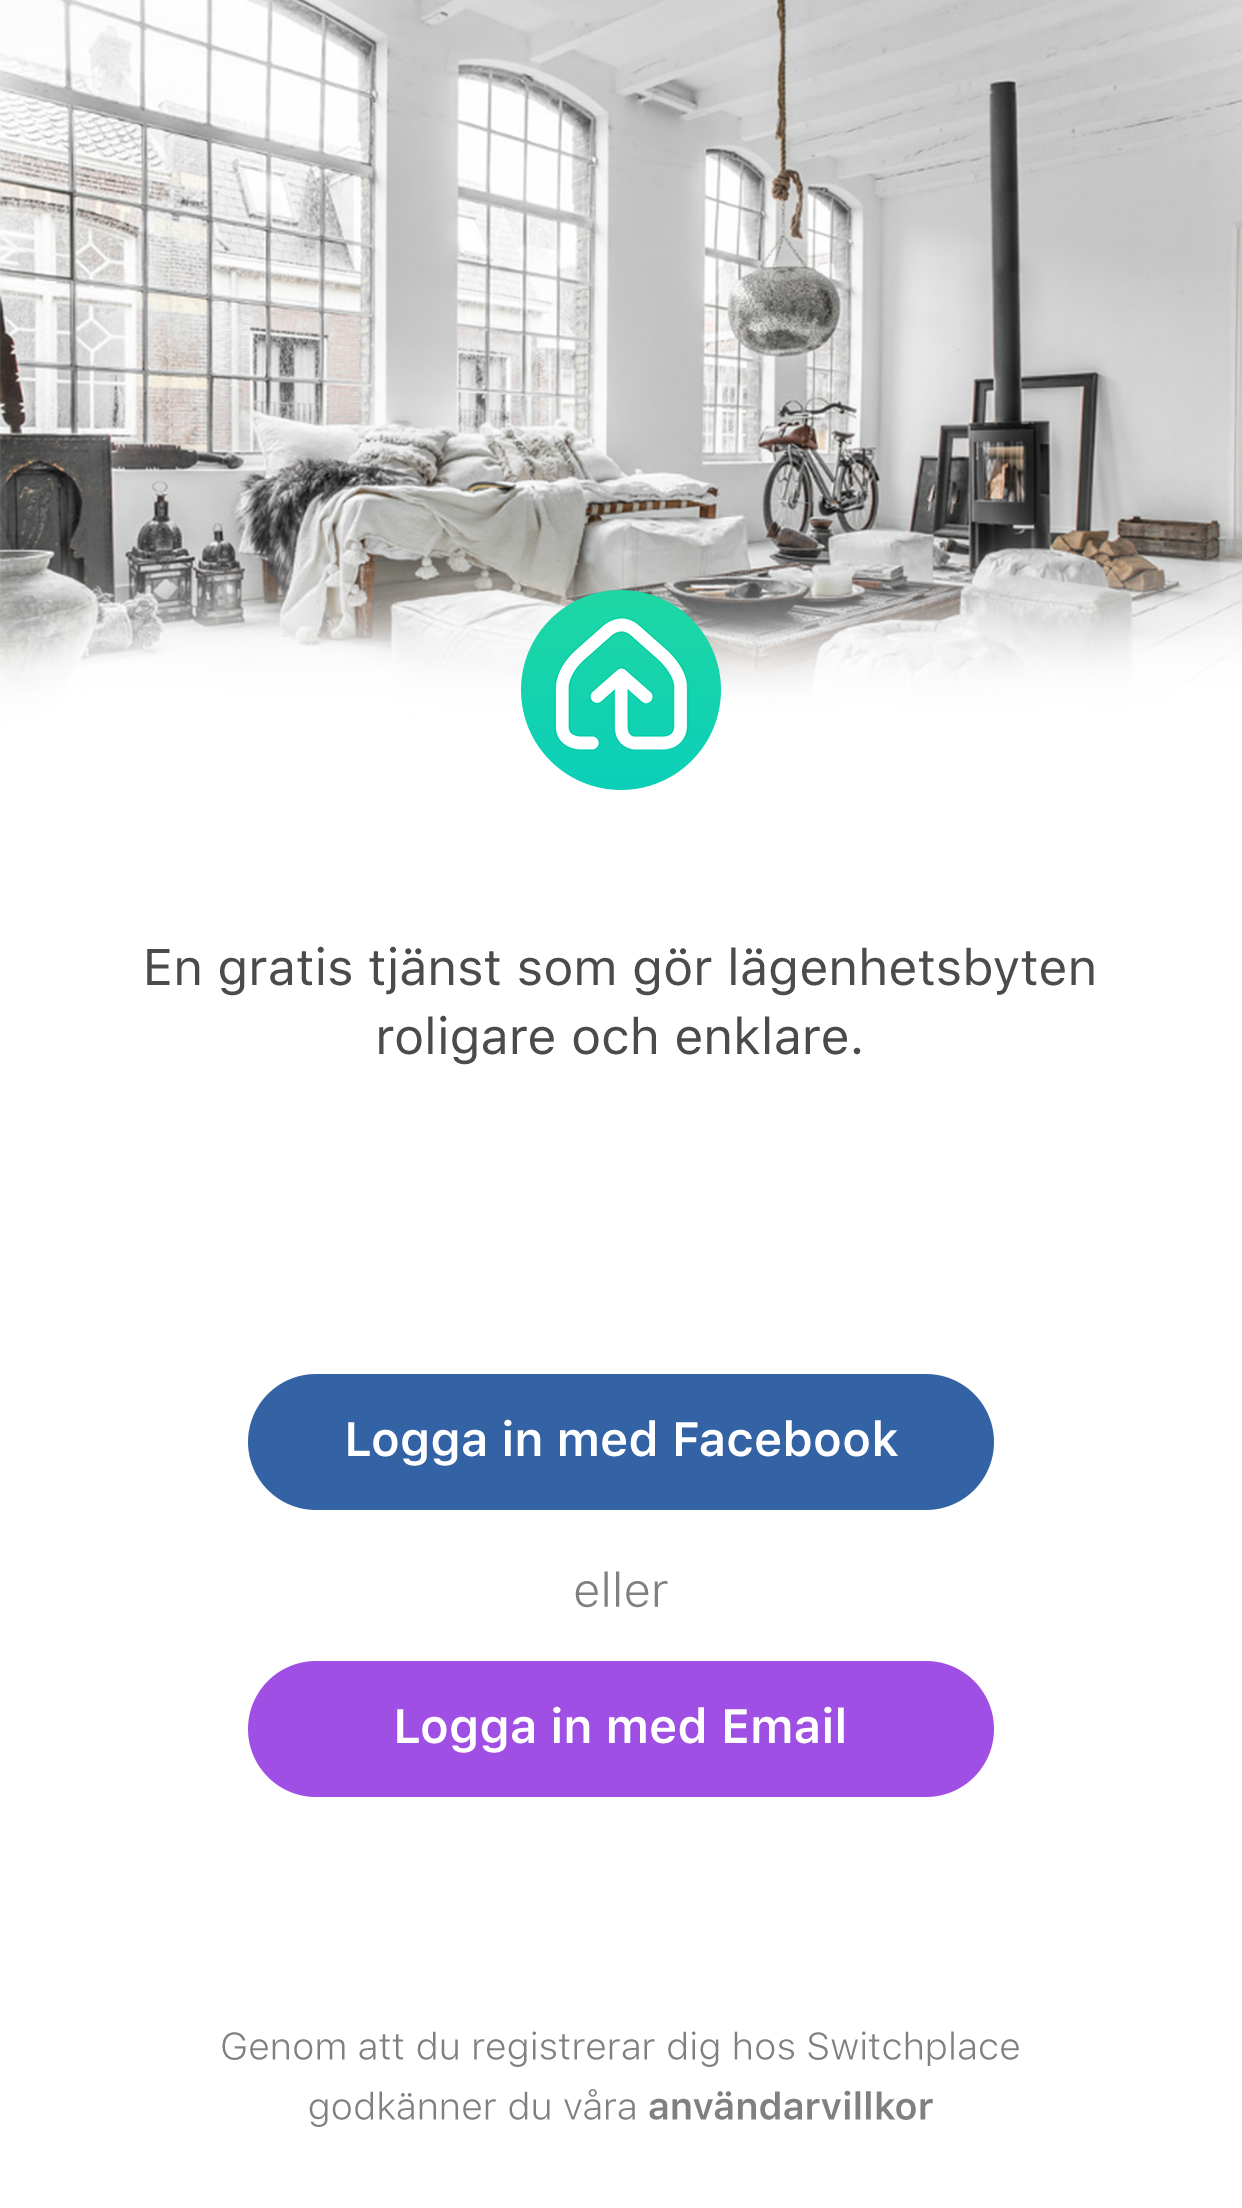 En gratis tjänst som gör lägenhetsbyten
roligare och enklare.
Logga in med Facebook
eller
Logga in med Email
Genom att du registrerar dig hos Switchplace
godkänner du våra användarvillkor